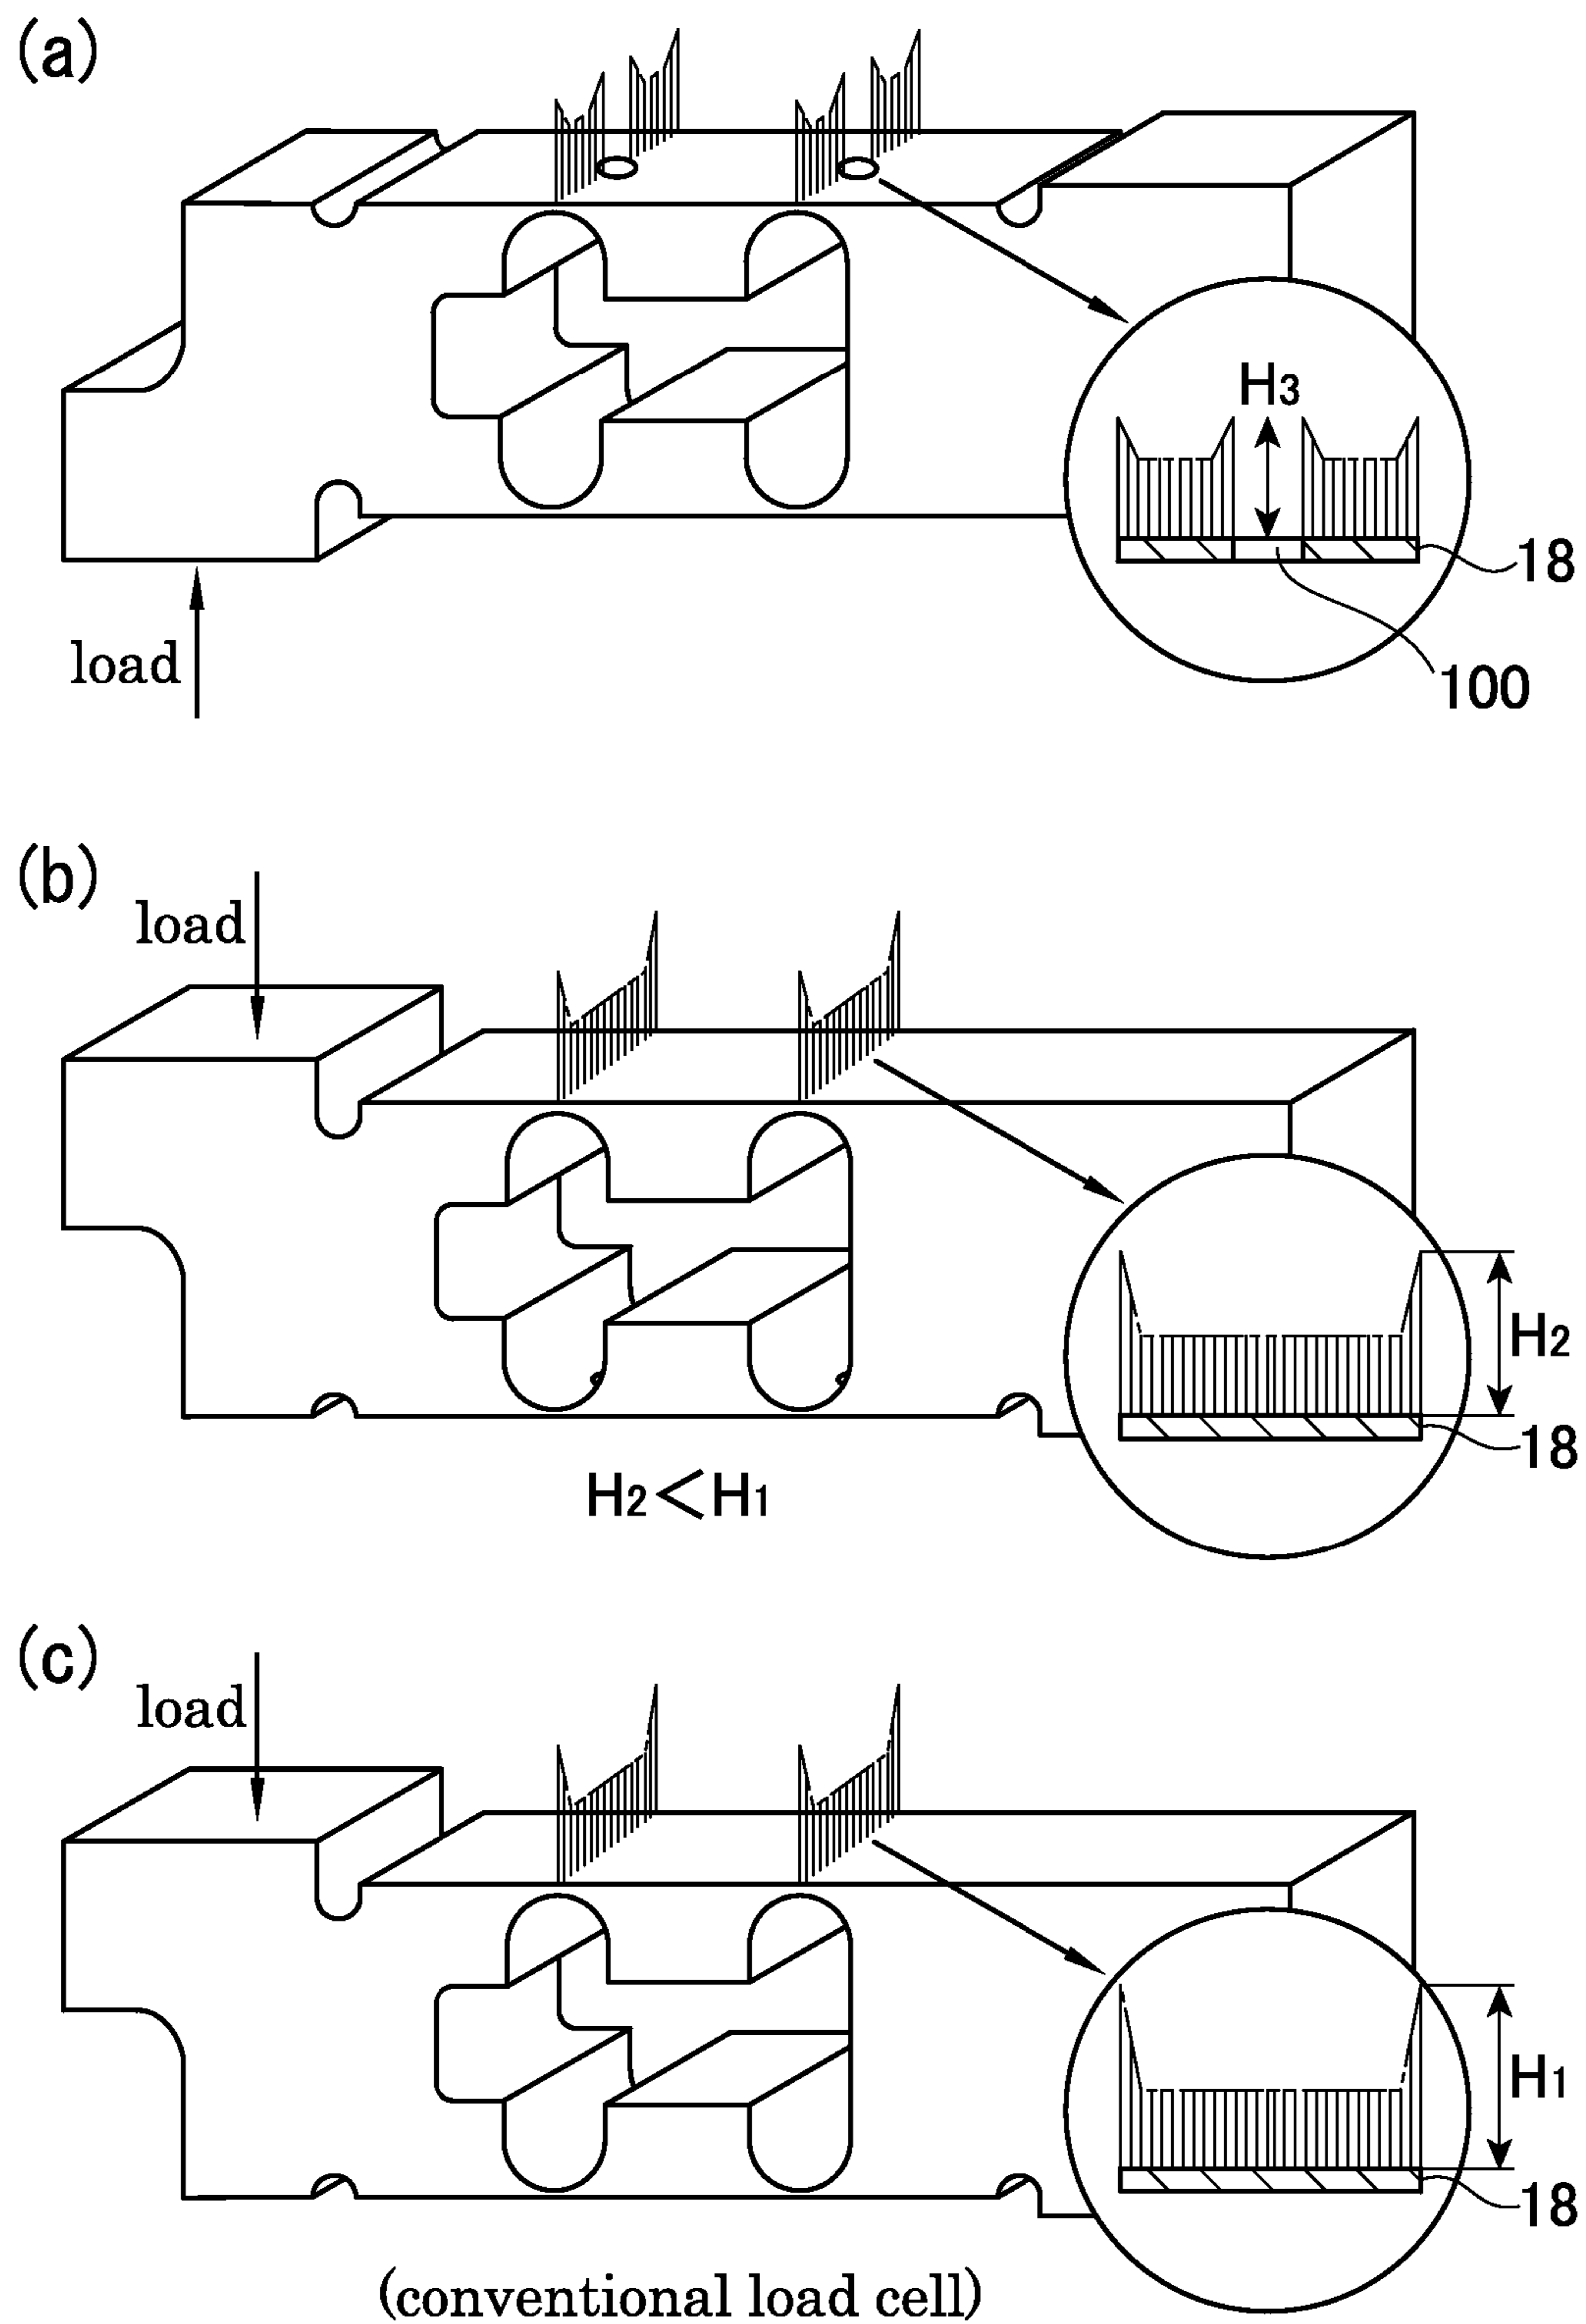 (a)
H3
18
load
100
(b)
load
H2
18
H2<H1
(c)
load
H1
18
(conventional load cell)